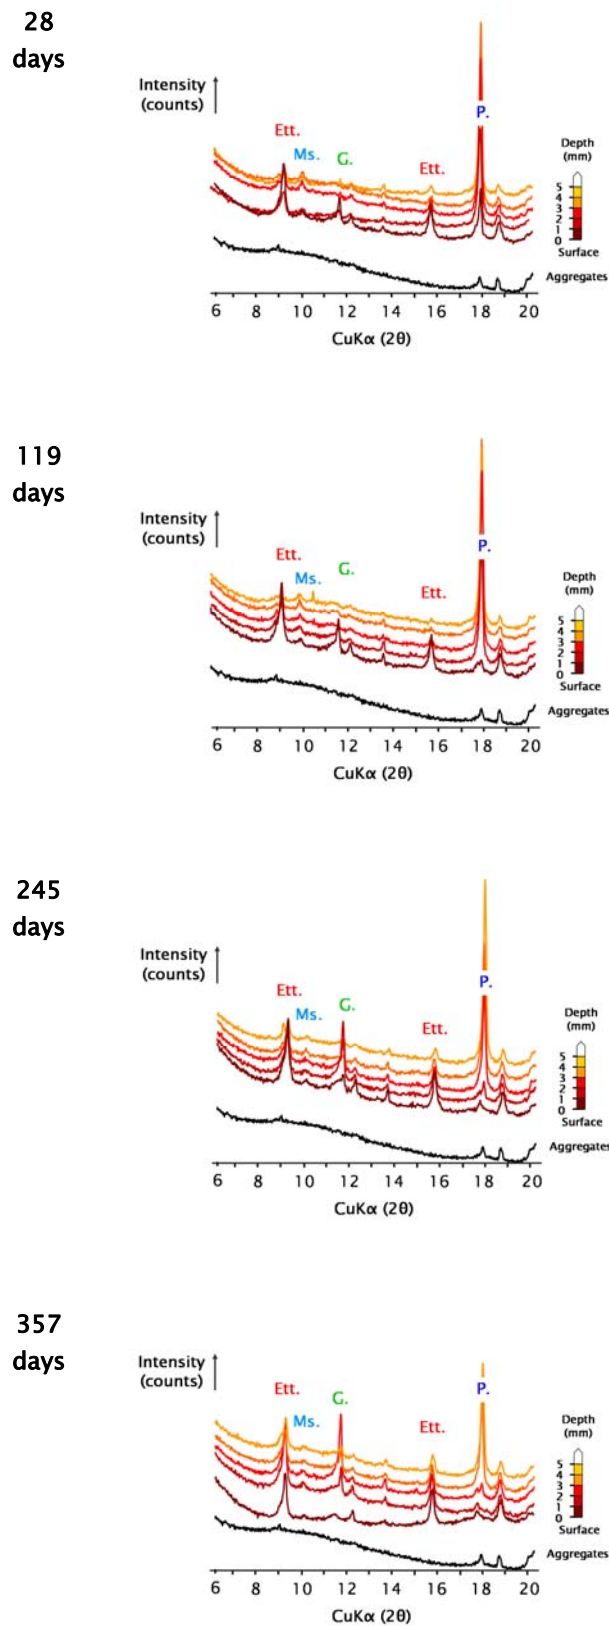 28
days
Intensity
(counts)
Ett.
Ms.
G.
Ett.
P.
Depth
(mm)
5
4
3
2
1
0
Surface
Aggregates
6 8 10 12 14 16 18 20
CuKα (2θ)
119
days
Intensity
(counts)
Ett.
Ms.
G.
Ett.
P.
Depth
(mm)
5
4
3
2
1
0
Surface
Aggregates
6 8 10 12 14 16 18 20
CuKα (2θ)
245
days
Intensity
(counts)
Ett.
Ms.
G.
Ett.
P.
Depth
(mm)
5
4
3
2
1
0
Surface
Aggregates
6 8 10 12 14 16 18 20
CuKα (2θ)
357
days
Intensity
(counts)
Ett.
Ms.
G.
Ett.
P.
Depth
(mm)
5
4
3
2
1
0
Surface
Aggregates
6 8 10 12 14 16 18 20
CuKα (2θ)